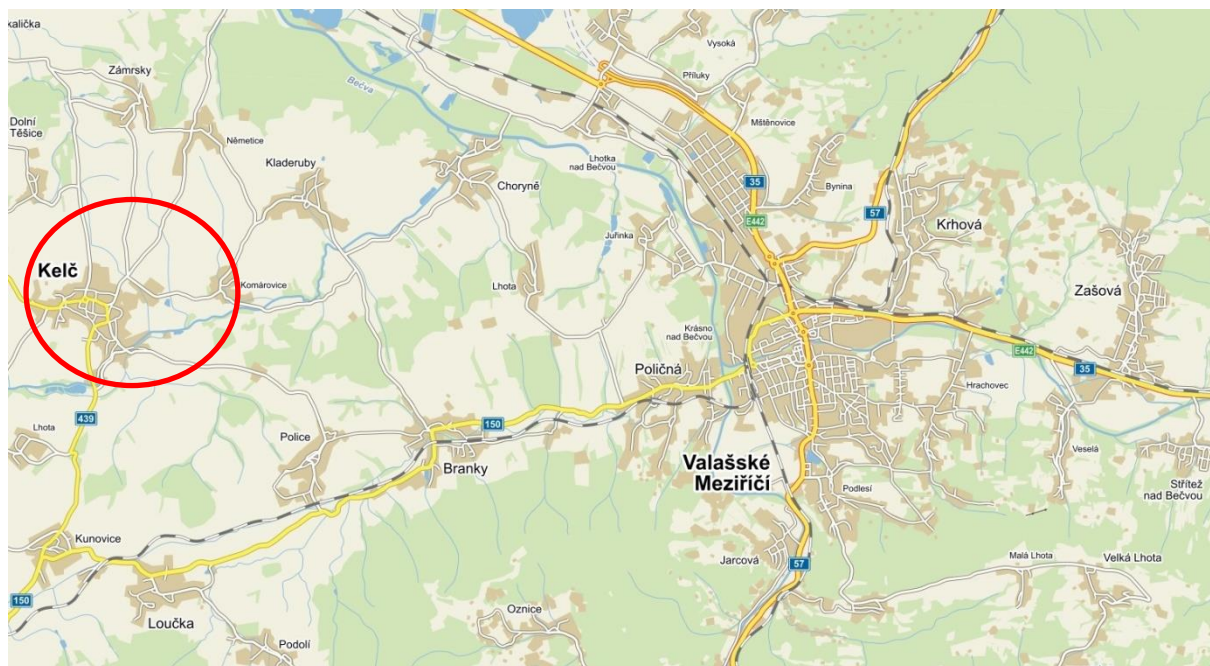 kalička
Zámrsky
Dolní
Těšice
Němetice
Kladeruby
Bečva
Choryně
Lhotka
nad Bečvou
Vysoká
Příluky
Mštěnovice
35
E442
Bynina
57
Krhová
Zašová
Kelč
Komárovice
Lhota
Juřinka
Krásno
nad Bečvou
Poličná
E442
35
Hrachovec
439
Lhota
Police
150
Branky
Valašské
Meziříčí
Podlesí
Veselá
Střítež
nad Bečvou
Kunovice
150
Loučka
Podolí
Oznice
Jarcová
57
Malá Lhota
Velká Lhota